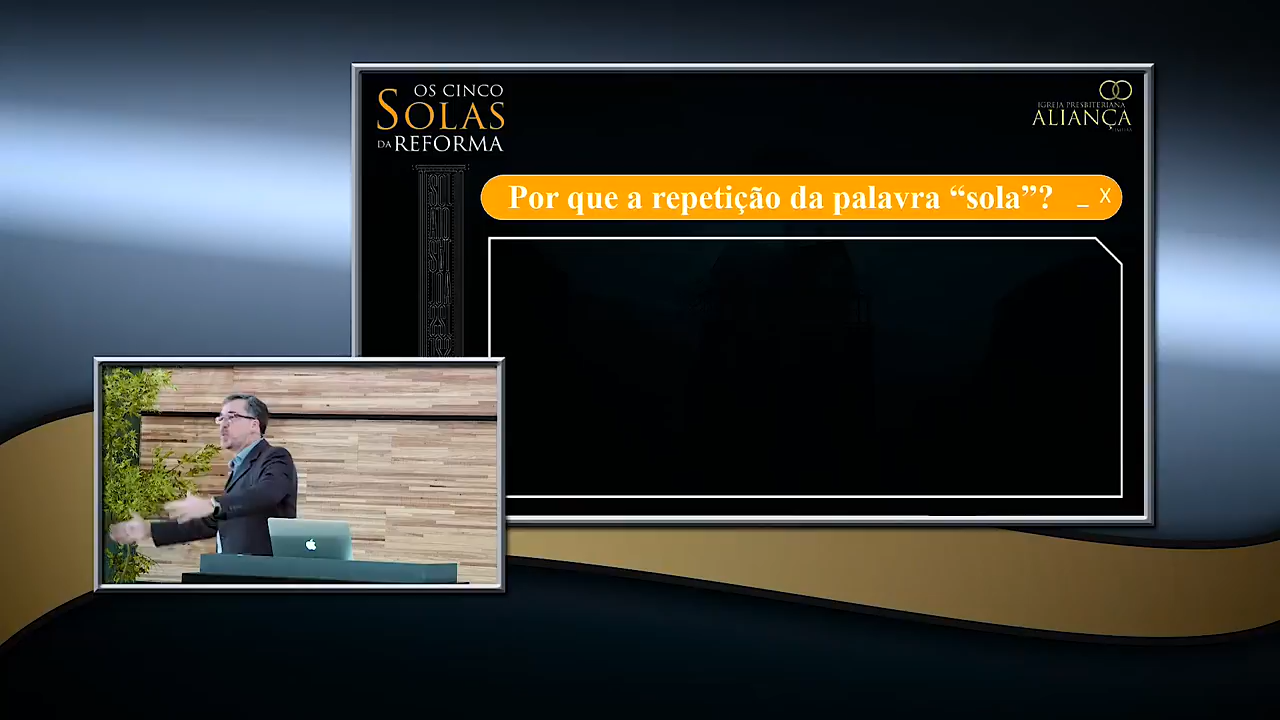 OS CINCO
SOLAS
DA REFORMA
IGREJA PRESBITERIANA
ALIANÇA
Por que a repetição da palavra “sola”? _ X